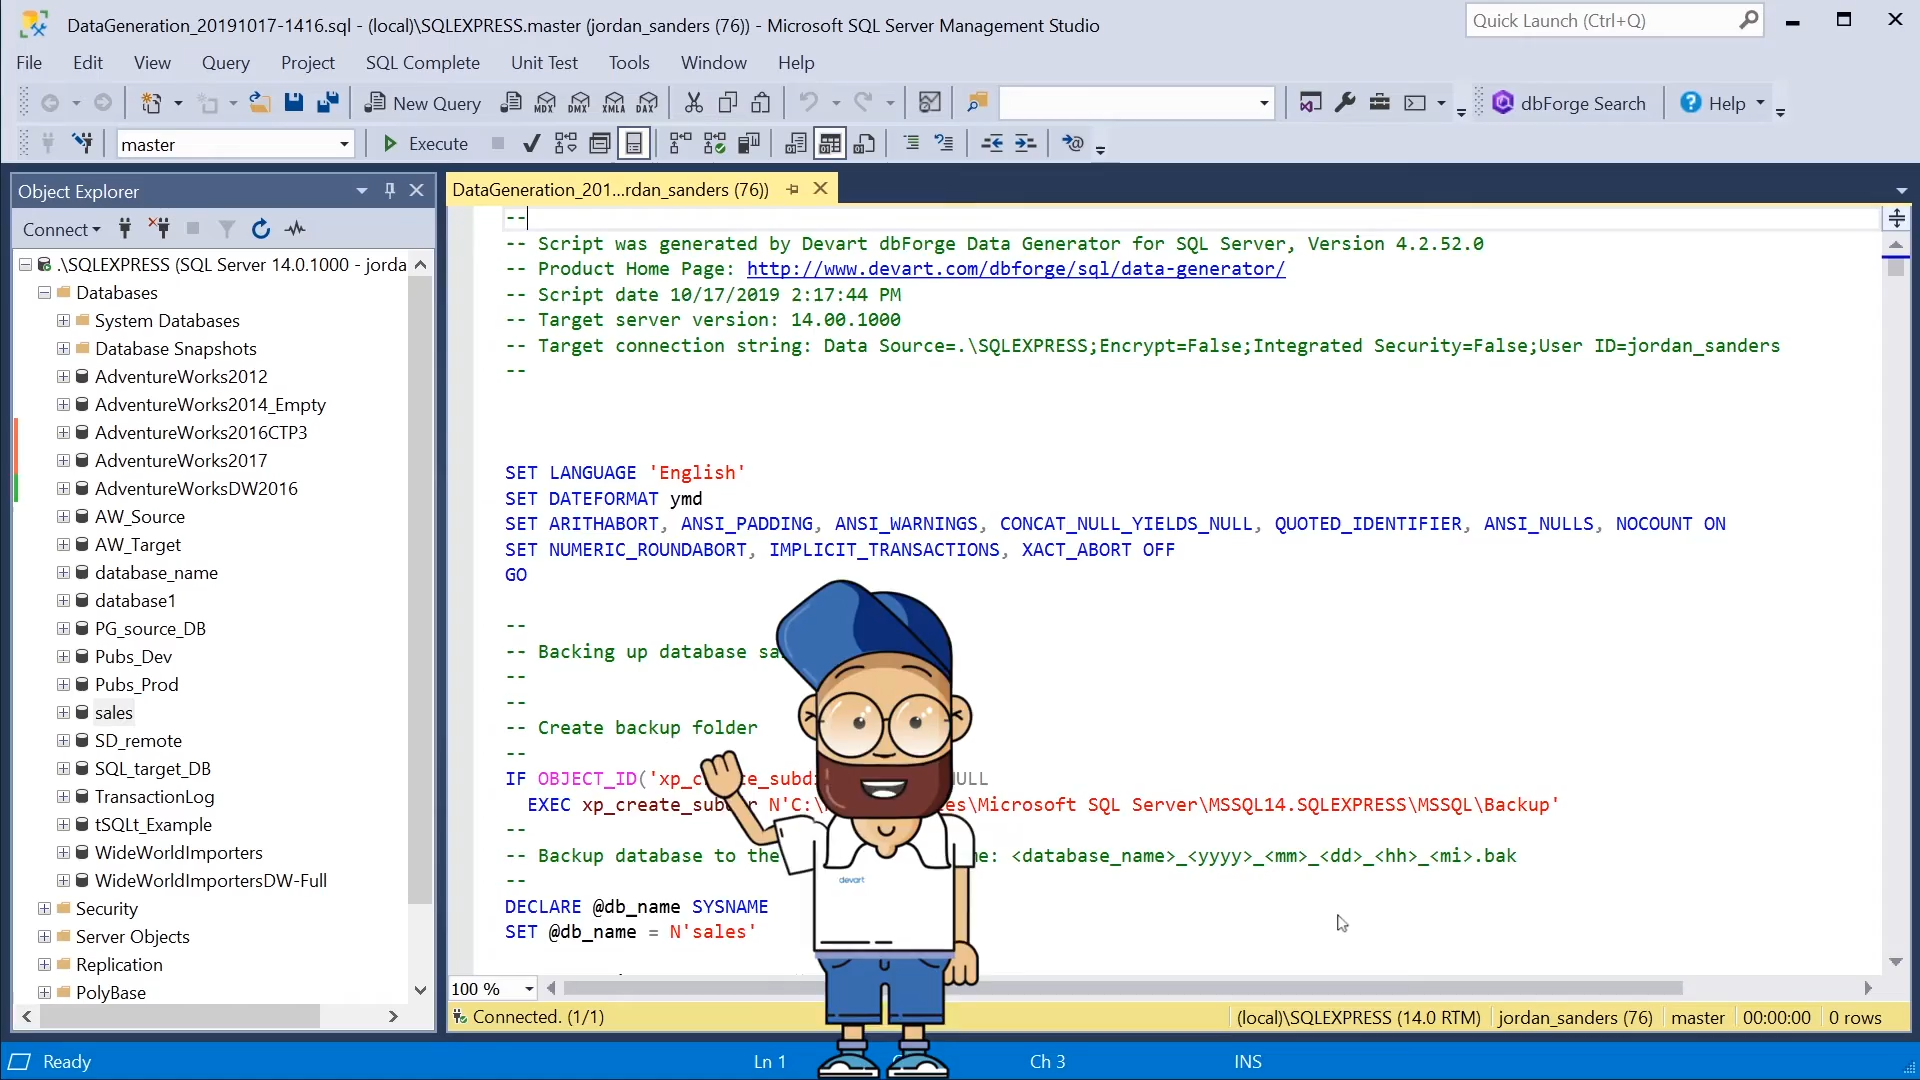 DataGeneration_20191017-1416.sql - (local)\SQLEXPRESS.master (jordan_sanders (76)) - Microsoft SQL Server Management Studio
Quick Launch (Ctrl+Q)
File Edit View Query Project SQL Complete Unit Test Tools Window Help
New Query MDX DMX XMLA DAX dbForge Search Help
master Execute
Object Explorer
DataGeneration_201...rdan_sanders (76))
Connect
.\SQLEXPRESS (SQL Server 14.0.1000 - jorda
Databases
System Databases
Database Snapshots
AdventureWorks2012
AdventureWorks2014_Empty
AdventureWorks2016CTP3
AdventureWorks2017
AdventureWorksDW2016
AW_Source
AW_Target
database_name
database1
PG_source_DB
Pubs_Dev
Pubs_Prod
sales
SD_remote
SQL_target_DB
TransactionLog
tSQLt_Example
WideWorldImporters
WideWorldImportersDW-Full
Security
Server Objects
Replication
PolyBase
--
-- Script was generated by Devart dbForge Data Generator for SQL Server, Version 4.2.52.0
-- Product Home Page: http://www.devart.com/dbforge/sql/data-generator/
-- Script date 10/17/2019 2:17:44 PM
-- Target server version: 14.00.1000
-- Target connection string: Data Source=.\SQLEXPRESS;Encrypt=False;Integrated Security=False;User ID=jordan_sanders
--
SET LANGUAGE 'English'
SET DATEFORMAT ymd
SET ARITHABORT, ANSI_PADDING, ANSI_WARNINGS, CONCAT_NULL_YIELDS_NULL, QUOTED_IDENTIFIER, ANSI_NULLS, NOCOUNT ON
SET NUMERIC_ROUNDABORT, IMPLICIT_TRANSACTIONS, XACT_ABORT OFF
GO
--
-- Backing up database
--
--
-- Create backup folder
--
IF OBJECT_ID( ULL
EXEC N'C:\ es\Microsoft SQL Server\MSSQL14.SQLEXPRESS\MSSQL\Backup'
--
-- Backup database to the e: <database_name>_<yyyy>_<mm>_<dd>_<hh>_<mi>.bak
--
DECLARE @db_name SYSNAME
SET @db_name = N'sales'
devart
100 %
Connected. (1/1) (local)\SQLEXPRESS (14.0 RTM) jordan_sanders (76) master 00:00:00 0 rows
Ready Ln 1 Ch 3 INS